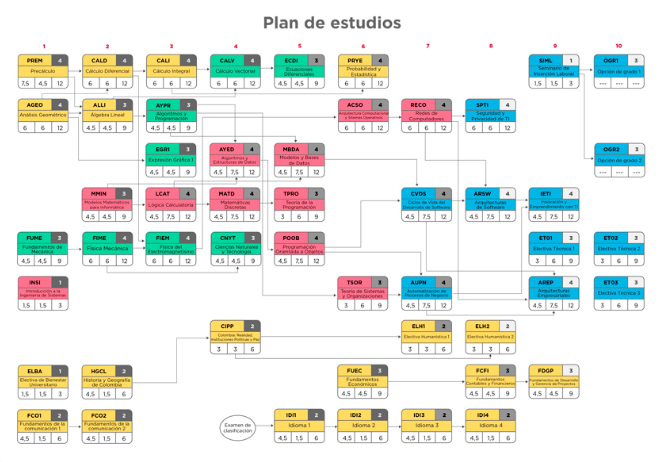 Plan de estudios
1 2 3 4 5 6 7 8 9 10
PREM 4
Precálculo
7,5 4,5 12
CALD 4
Cálculo Diferencial
6 6 12
CALI 4
Cálculo Integral
6 6 12
CALV 4
Cálculo Vectorial
6 6 12
ECDI 3
Ecuaciones
Diferenciales
4,5 4,5 9
PRYE 4
Probabilidad y
Estadística
6 6 12
SIML 1
Seminario de
Inserción Laboral
1,5 1,5 3
OGR1 3
Opción de grado 1
--- --- ---
AGEO 4
Análisis Geométrico
6 6 12
ALLI 3
Álgebra Lineal
4,5 4,5 9
AYPR 3
Algoritmos y
Programación
4,5 4,5 9
ACSO 4
Arquitectura Computacional
y Sistemas Operativos
6 6 12
RECO 4
Redes de
Computadores
6 6 12
SPTI 4
Seguridad y
Privacidad de TI
6 6 12
EGR1 3
Expresión Gráfica 1
4,5 4,5 9
AYED 4
Algoritmos y
Estructuras de Datos
4,5 7,5 12
MBDA 4
Modelos y Bases
de Datos
4,5 7,5 12
OGR2 3
Opción de grado 2
--- --- ---
MMIN 3
Modelos Matemáticos
para Informática
4,5 4,5 9
LCAT 4
Lógica Calculatoria
4,5 7,5 12
MATD 4
Matemáticas
Discretas
4,5 7,5 12
TPRO 3
Teoría de la
Programación
3 6 9
CVDS 4
Ciclos de Vida del
Desarrollo de Software
4,5 7,5 12
ARSW 4
Arquitecturas
de Software
4,5 7,5 12
IETI 4
Innovación y
Emprendimiento con TI
4,5 7,5 12
FUME 3
Fundamentos de
Mecánica
4,5 4,5 9
FIME 4
Física Mecánica
6 6 12
FIEM 4
Física del
Electromagnetismo
6 6 12
CNYT 3
Ciencias Naturales
y Tecnología
4,5 4,5 9
POOB 4
Programación
Orientada a Objetos
4,5 7,5 12
ET01 3
Electiva Técnica 1
4,5 4,5 9
ET02 3
Electiva Técnica 2
4,5 4,5 9
INSI 1
Introducción a la
Ingeniería de Sistemas
1,5 1,5 3
TSOR 3
Teoría de Sistemas
y Organizaciones
3 6 9
AUPN 4
Automatización de
Procesos de Negocio
4,5 7,5 12
AREP 4
Arquitecturas
Empresariales
4,5 7,5 12
ET03 3
Electiva Técnica 3
4,5 4,5 9
CIPP 2
Colombia: Realidad,
Instituciones Políticas y Paz
3 3 6
ELH1 2
Electiva Humanística 1
3 3 6
ELH2 2
Electiva Humanística 2
3 3 6
ELBA 1
Electiva de Bienestar
Universitario
1,5 1,5 3
HGCL 2
Historia y Geografía
de Colombia
4,5 1,5 6
FUEC 3
Fundamentos
Económicos
4,5 4,5 9
FCFI 3
Fundamentos
Contables y Financieros
4,5 4,5 9
FDGP 3
Fundamentos de Desarrollo
y Gerencia de Proyectos
4,5 4,5 9
FCO1 2
Fundamentos de la
comunicación 1
4,5 1,5 6
FCO2 2
Fundamentos de la
comunicación 2
4,5 1,5 6
Examen de
clasificación
IDI1 2
Idioma 1
4,5 1,5 6
IDI2 2
Idioma 2
4,5 1,5 6
IDI3 2
Idioma 3
4,5 1,5 6
IDI4 2
Idioma 4
4,5 1,5 6